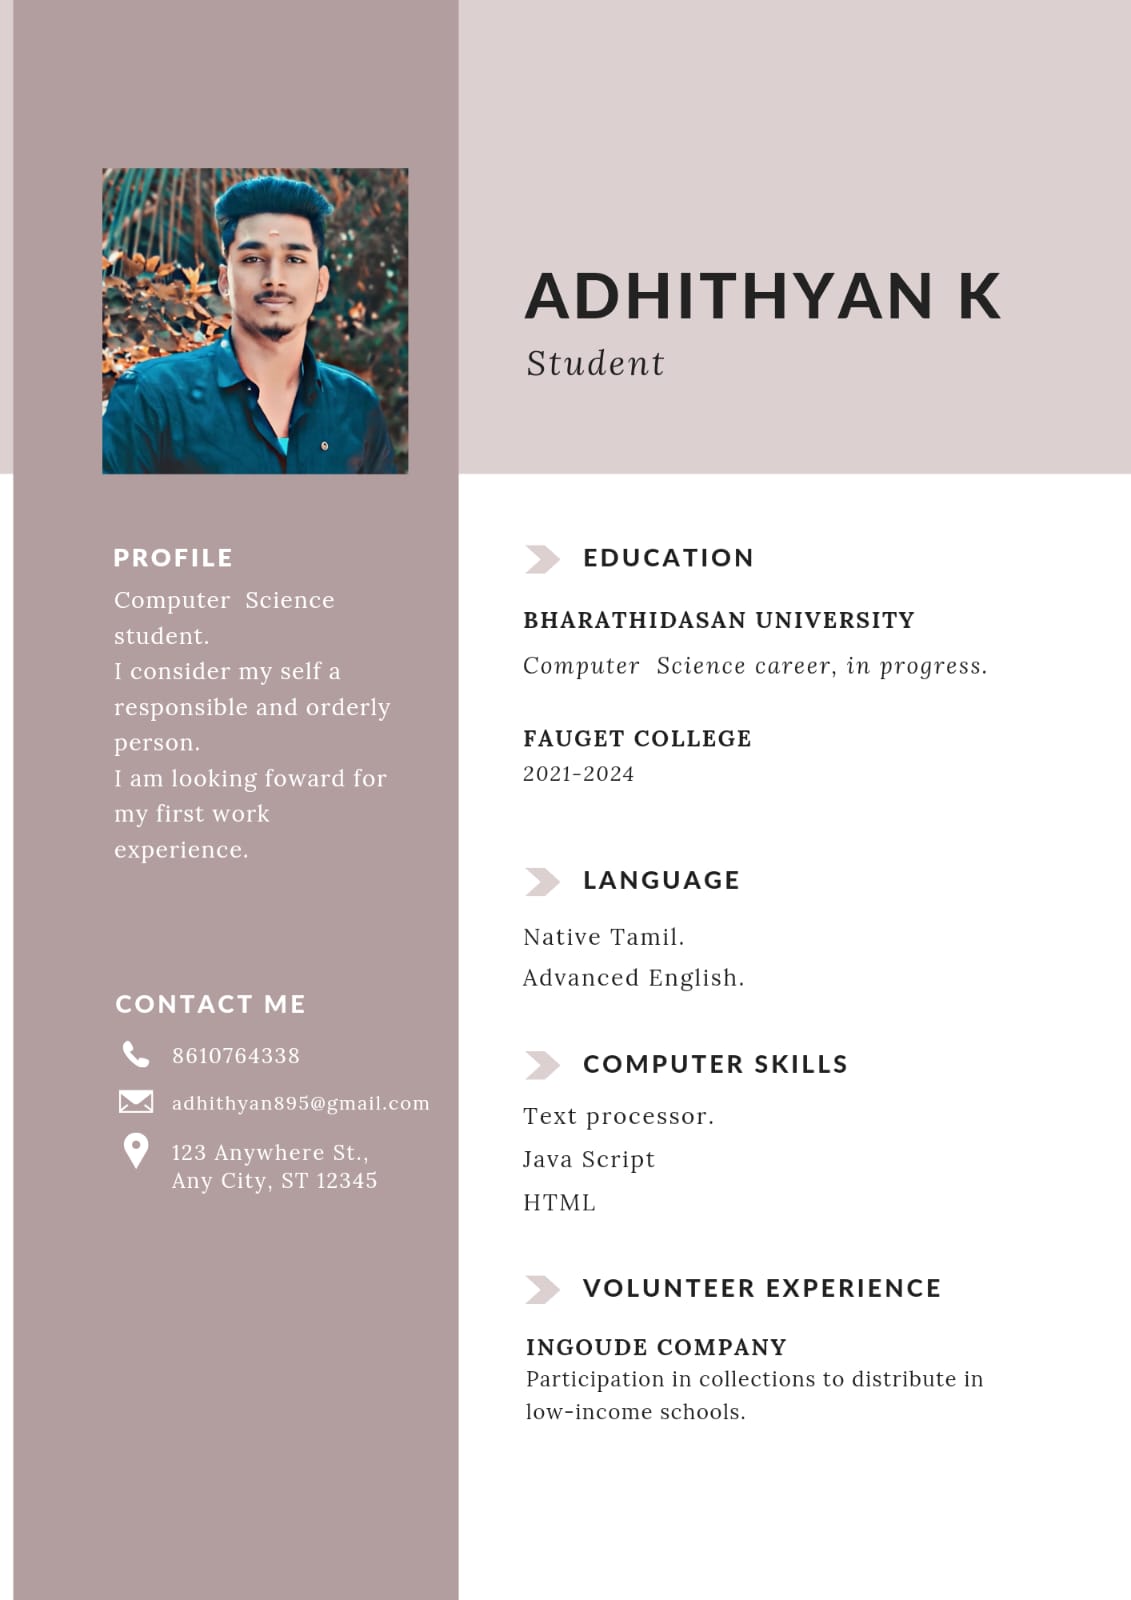 ADHITHYAN K
Student
PROFILE
Computer  Science
student.
I consider my self a
responsible and orderly
person.
I am looking foward for
my first work
experience.
CONTACT ME
8610764338
adhithyan895@gmail.com
123 Anywhere St.,
Any City, ST 12345
EDUCATION
BHARATHIDASAN UNIVERSITY
Computer  Science career, in progress.
FAUGET COLLEGE
2021-2024
LANGUAGE
Native Tamil.
Advanced English.
COMPUTER SKILLS
Text processor.
Java Script
HTML
VOLUNTEER EXPERIENCE
INGOUDE COMPANY
Participation in collections to distribute in
low-income schools.